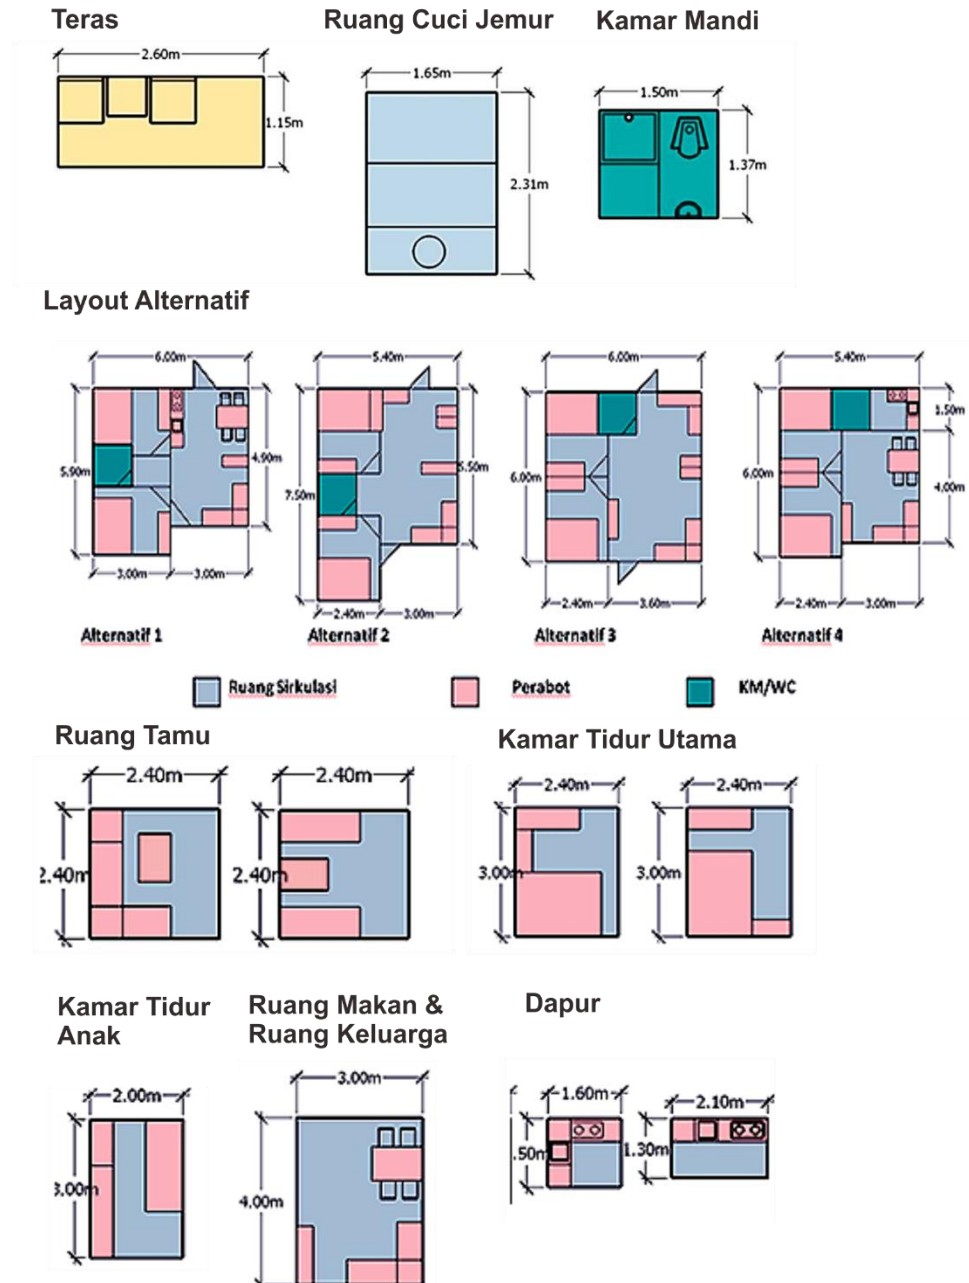 Teras
Ruang Cuci Jemur
Kamar Mandi
2.60m
1.15m
1.65m
2.31m
1.50m
1.37m
Layout Alternatif
6.00m
5.90m
4.90m
3.00m
3.00m
Alternatif 1
5.40m
7.50m
5.50m
2.40m
3.00m
Alternatif 2
6.00m
6.00m
2.40m
3.60m
Alternatif 3
5.40m
6.00m
1.50m
4.00m
2.40m
3.00m
Alternatif 4
Ruang Sirkulasi
Perabot
KM/WC
Ruang Tamu
Kamar Tidur Utama
2.40m
2.40m
2.40m
2.40m
2.40m
3.00m
2.40m
3.00m
Kamar Tidur
Anak
Ruang Makan &
Ruang Keluarga
Dapur
2.00m
3.00m
3.00m
4.00m
1.60m
.50m
2.10m
1.30m